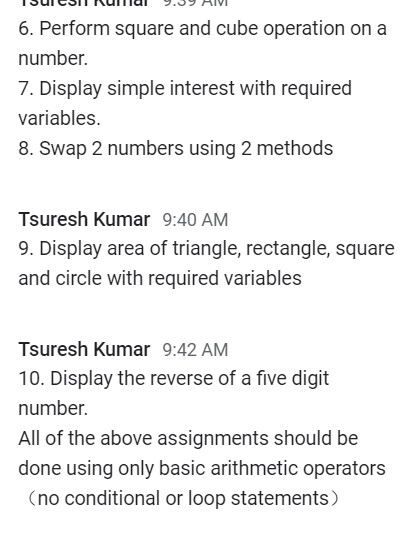 Tsuresh Kumar 9:39 AM
6. Perform square and cube operation on a
number.
7. Display simple interest with required
variables.
8. Swap 2 numbers using 2 methods
Tsuresh Kumar 9:40 AM
9. Display area of triangle, rectangle, square
and circle with required variables
Tsuresh Kumar 9:42 AM
10. Display the reverse of a five digit
number.
All of the above assignments should be
done using only basic arithmetic operators
（no conditional or loop statements）